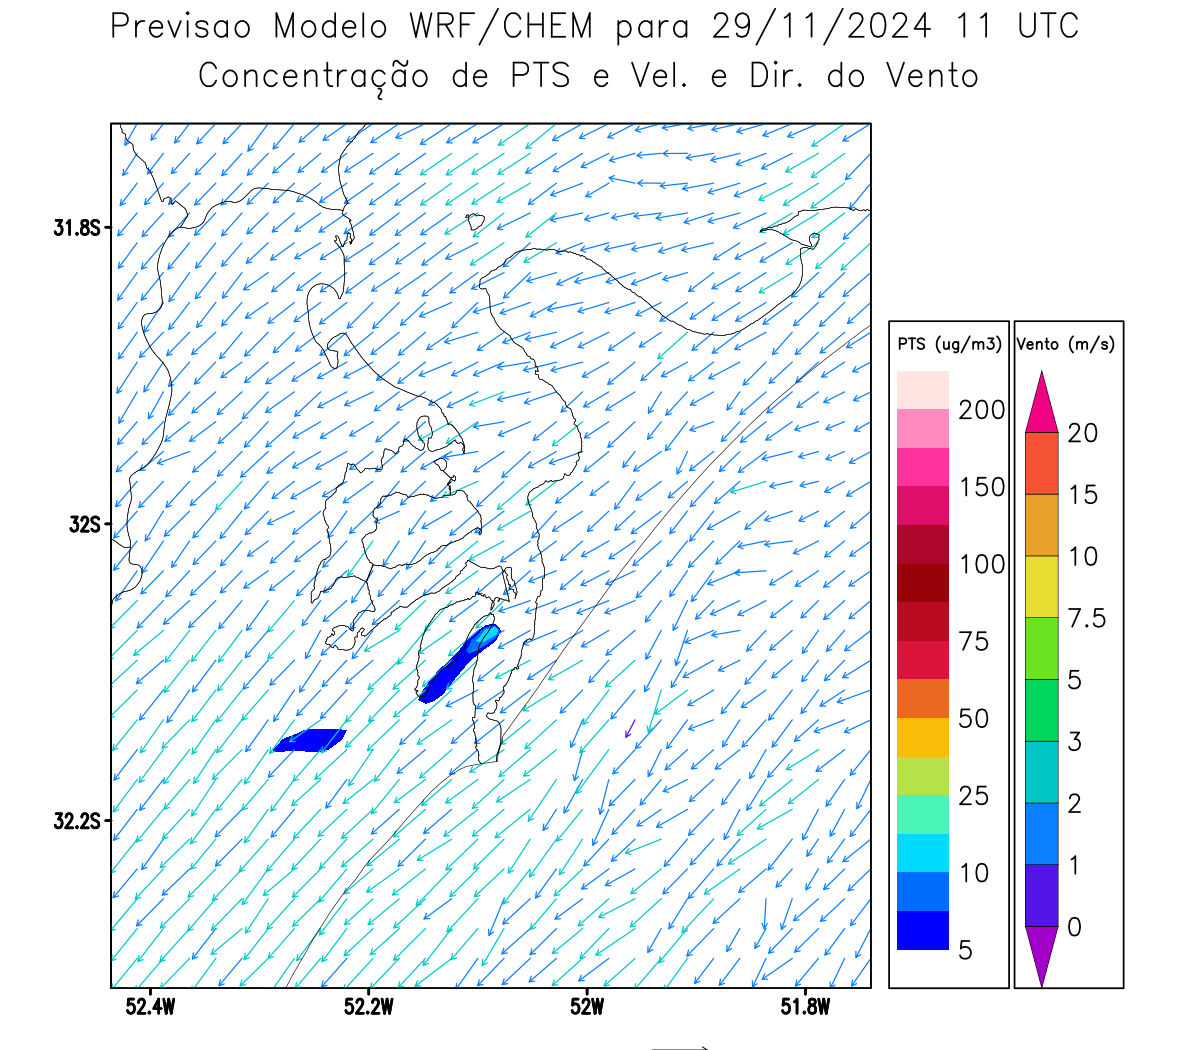 Previsao Modelo WRF/CHEM para 29/11/2024 11 UTC
Concentração de PTS e Vel. e Dir. do Vento
31.8S
32S
32.2S
52.4W
52.2W
52W
51.8W
PTS (ug/m3)
200
150
100
75
50
25
10
5
Vento (m/s)
20
15
10
7.5
5
3
2
1
0